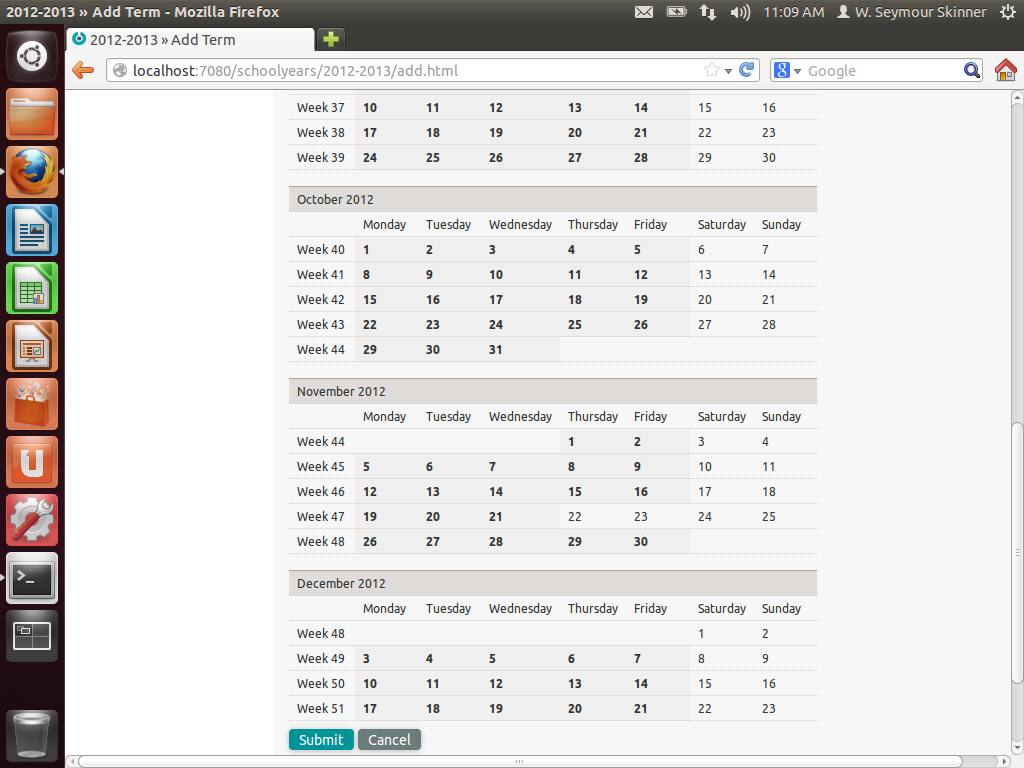 2012-2013 » Add Term - Mozilla Firefox 11:09 AM W. Seymour Skinner
2012-2013 » Add Term
localhost:7080/schoolyears/2012-2013/add.html Google
Week 37 10 11 12 13 14 15 16
Week 38 17 18 19 20 21 22 23
Week 39 24 25 26 27 28 29 30
October 2012
Monday Tuesday Wednesday Thursday Friday Saturday Sunday
Week 40 1 2 3 4 5 6 7
Week 41 8 9 10 11 12 13 14
Week 42 15 16 17 18 19 20 21
Week 43 22 23 24 25 26 27 28
Week 44 29 30 31
November 2012
Monday Tuesday Wednesday Thursday Friday Saturday Sunday
Week 44 1 2 3 4
Week 45 5 6 7 8 9 10 11
Week 46 12 13 14 15 16 17 18
Week 47 19 20 21 22 23 24 25
Week 48 26 27 28 29 30
December 2012
Monday Tuesday Wednesday Thursday Friday Saturday Sunday
Week 48 1 2
Week 49 3 4 5 6 7 8 9
Week 50 10 11 12 13 14 15 16
Week 51 17 18 19 20 21 22 23
Submit Cancel